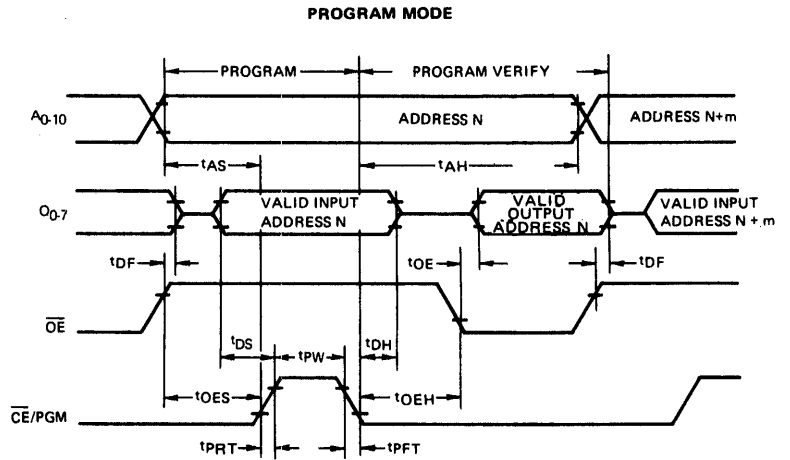 PROGRAM MODE
PROGRAM
PROGRAM VERIFY
A0-10
ADDRESS N
ADDRESS N+m
tAS
tAH
O0-7
VALID INPUT
ADDRESS N
VALID
OUTPUT
ADDRESS N
VALID INPUT
ADDRESS N + m
tDF
tOE
tDF
OE
tDS
tPW
tDH
tOES
tOEH
CE/PGM
tPRT
tPFT